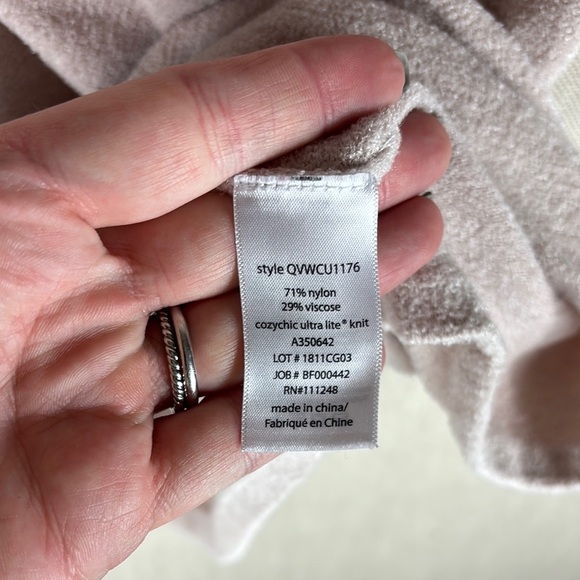 style QVWCU1176
71% nylon
29% viscose
cozychic ultra lite® knit
A350642
LOT # 1811CG03
JOB # BF000442
RN#111248
made in china/
Fabriqué en Chine